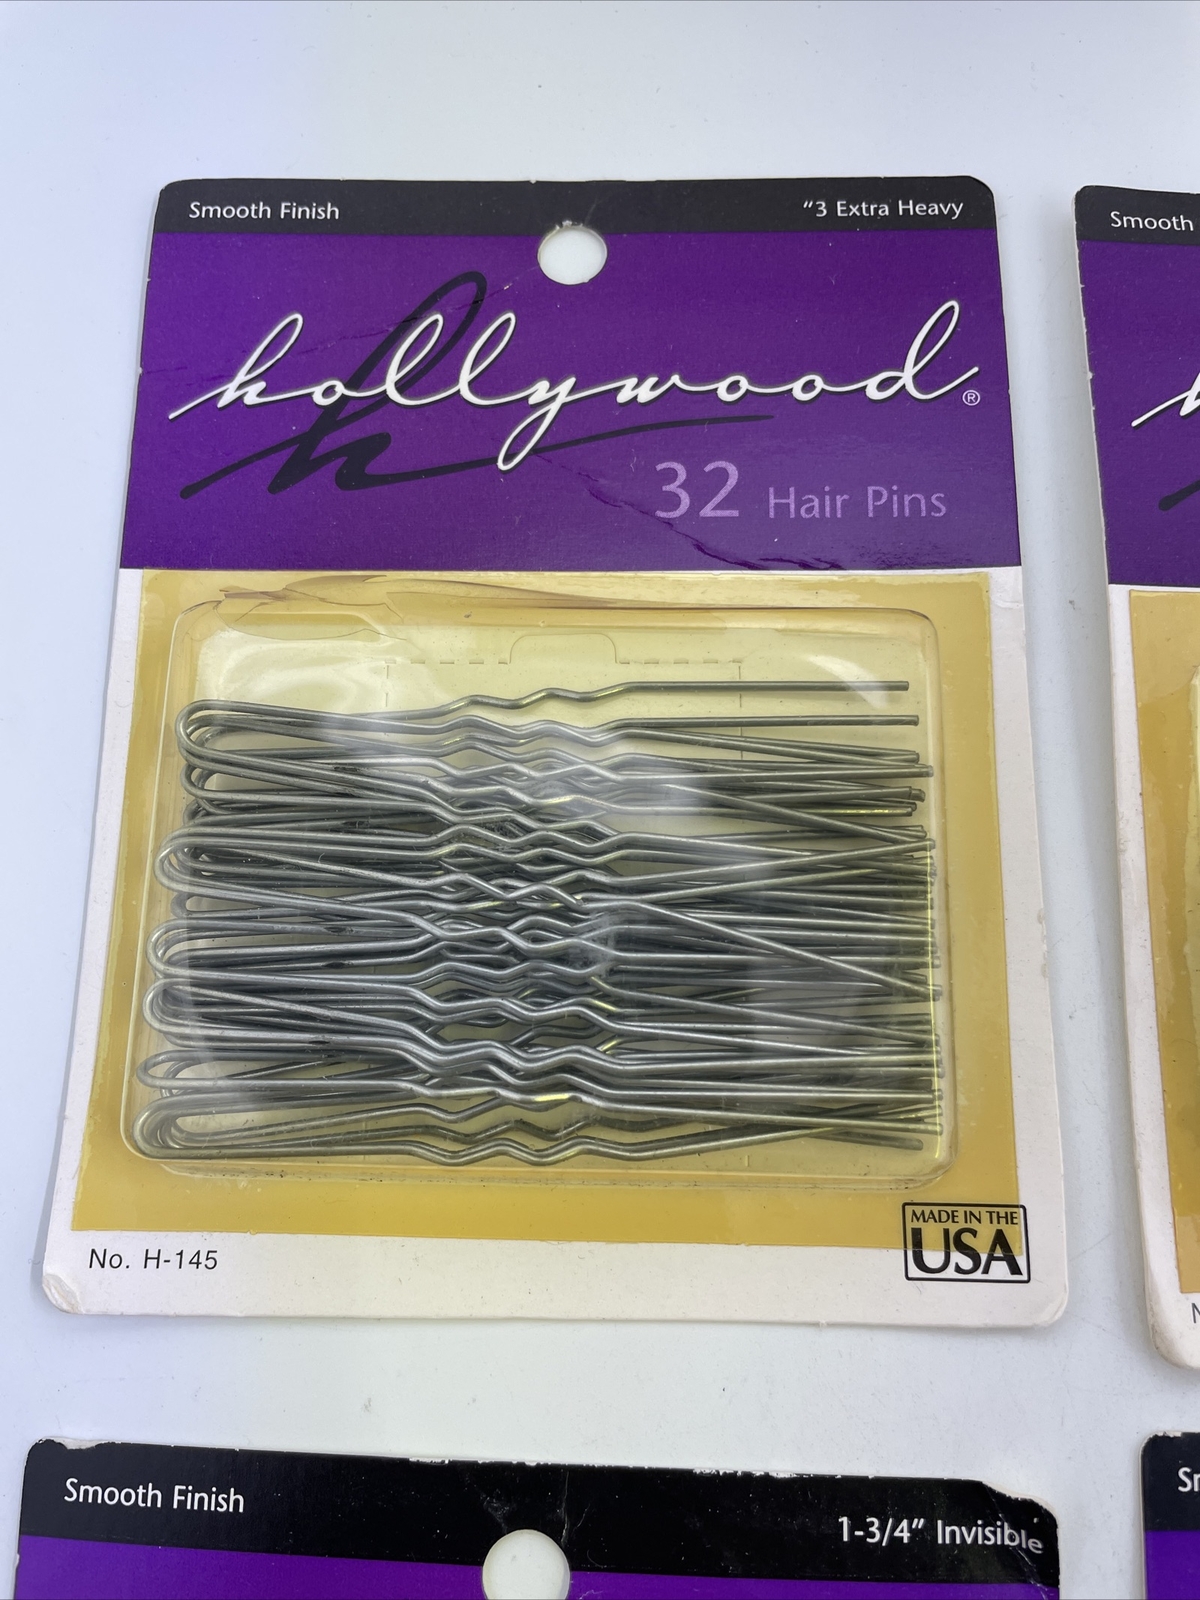 Smooth Finish
"3 Extra Heavy
hollywood®
32 Hair Pins
No. H-145
MADE IN THE
USA
Smooth
Smooth Finish
1-3/4" Invisible